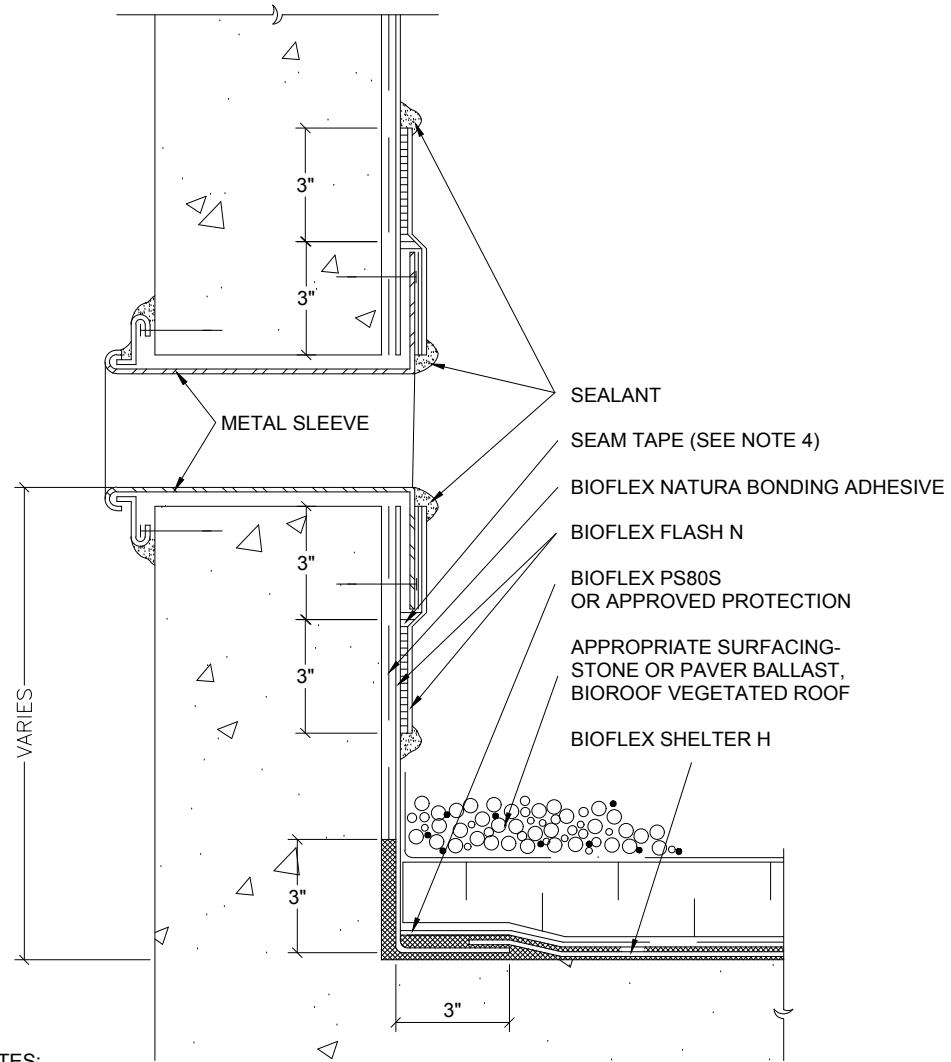 3"
3"
SEALANT
SEAM TAPE (SEE NOTE 4)
METAL SLEEVE
BIOFLEX NATURA BONDING ADHESIVE
BIOFLEX FLASH N
3"
BIOFLEX PS80S
OR APPROVED PROTECTION
3"
APPROPRIATE SURFACING-
STONE OR PAVER BALLAST,
BIOROOF VEGETATED ROOF
VARIES
BIOFLEX SHELTER H
3"
3"